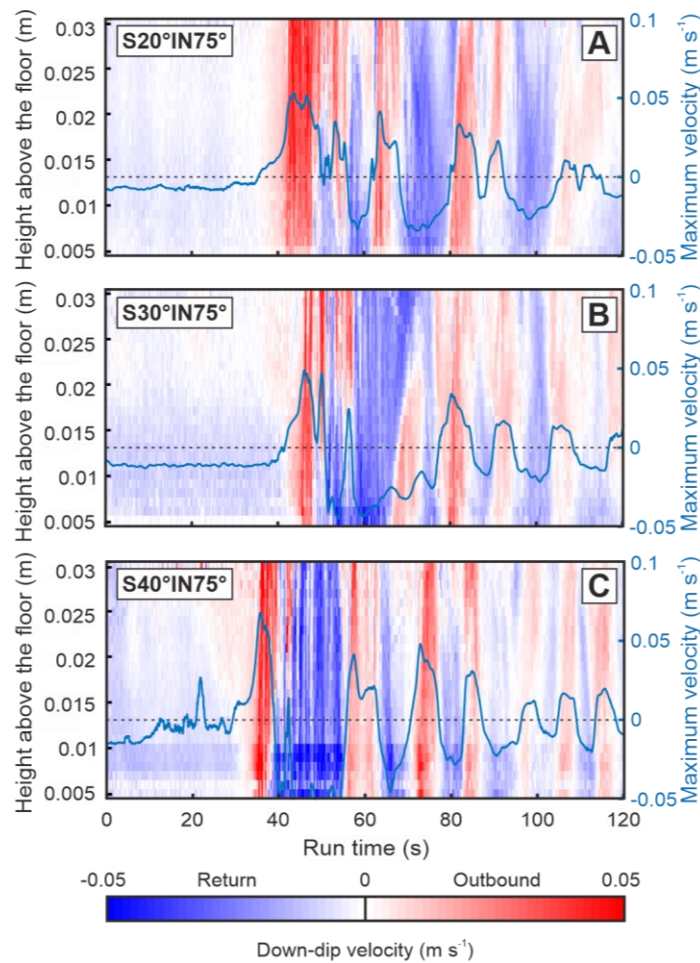 S20°IN75°
A
Height above the floor (m)
0.03
0.025
0.02
0.015
0.01
0.005
0.1
0.05
0
-0.05
Maximum velocity (m s-1)
S30°IN75°
B
Height above the floor (m)
0.03
0.025
0.02
0.015
0.01
0.005
0.1
0.05
0
-0.05
Maximum velocity (m s-1)
S40°IN75°
C
Height above the floor (m)
0.03
0.025
0.02
0.015
0.01
0.005
0.1
0.05
0
-0.05
Maximum velocity (m s-1)
0 20 40 60 80 100 120
Run time (s)
-0.05 Return 0 Outbound 0.05
Down-dip velocity (m s-1)